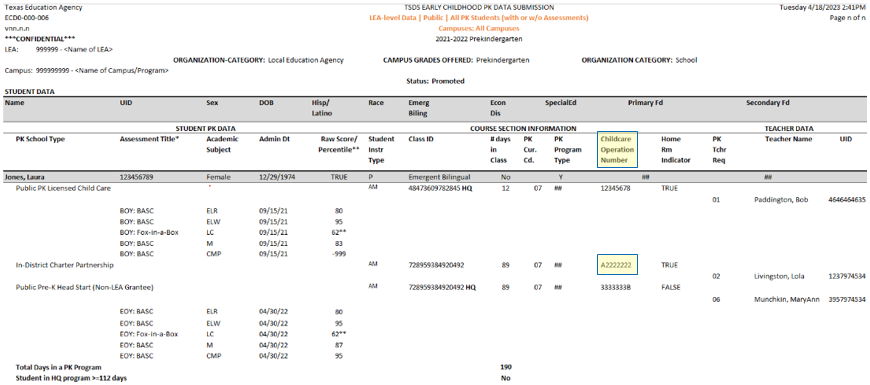 Texas Education Agency TSDS EARLY CHILDHOOD PK DATA SUBMISSION Tuesday 4/18/2023 2:41PM
ECD0-000-006 LEA-level Data | Public | All PK Students (with or w/o Assessments) Page n of n
vnn.n.n Campuses: All Campuses
***CONFIDENTIAL*** 2021-2022 Prekindergarten
LEA: 999999 - <Name of LEA>
ORGANIZATION-CATEGORY: Local Education Agency CAMPUS GRADES OFFERED: Prekindergarten ORGANIZATION CATEGORY: School
Campus: 999999999 - <Name of Campus/Program>
Status: Promoted
STUDENT DATA
Name UID Sex DOB Hisp/ Race Emerg Econ SpecialEd Primary Fd Secondary Fd
Latino Biling Dis
STUDENT PK DATA COURSE SECTION INFORMATION TEACHER DATA
PK School Type Assessment Title* Academic Admin Dt Raw Score/ Student Class ID # days PK PK Childcare Home PK Teacher Name UID
Subject Percentile** Instr in Cur. Program Operation Rm Tchr
Type Class Cd. Type Number Indicator Req
Jones, Laura 123456789 Female 12/29/1974 TRUE P Emergent Bilingual No Y ## ##
Public PK Licensed Child Care * AM 48473609782845 HQ 12 07 ## 12345678 TRUE
01 Paddington, Bob 4646464635
BOY: BASC ELR 09/15/21 80
BOY: BASC ELW 09/15/21 95
BOY: Fox-in-a-Box LC 09/15/21 62**
BOY: BASC M 09/15/21 83
BOY: BASC CMP 09/15/21 -999
In-District Charter Partnership AM 728959384920492 89 07 ## A2222222 TRUE
02 Livingston, Lola 1237974534
Public Pre-K Head Start (Non-LEA Grantee) AM 728959384920492 HQ 89 07 ## 3333333B FALSE
06 Munchkin, MaryAnn 3957974534
EOY: BASC ELR 04/30/22 80
EOY: BASC ELW 04/30/22 95
EOY: Fox-in-a-Box LC 04/30/22 62**
EOY: BASC M 04/30/22 87
EOY: BASC CMP 04/30/22 95
Total Days in a PK Program 190
Student in HQ program >=112 days No